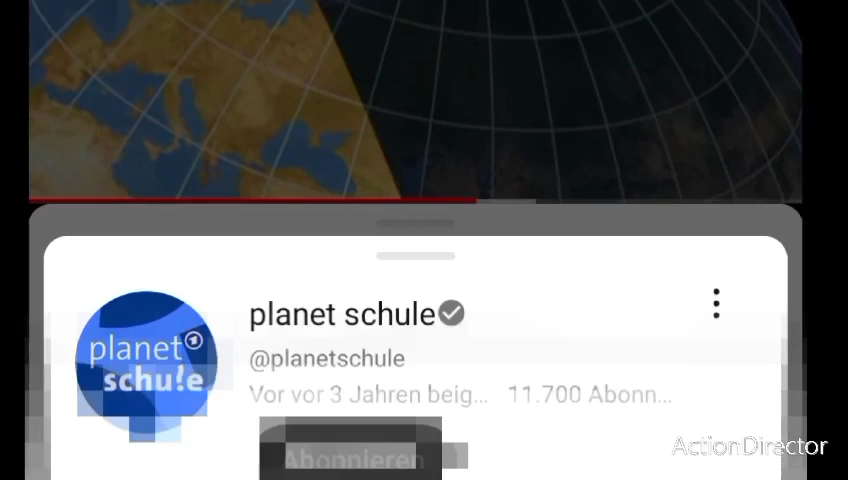 planet schule
planet
schu!e
@planetschule
Vor vor 3 Jahren beig... 11.700 Abonn...
Abonnieren
ActionDirector